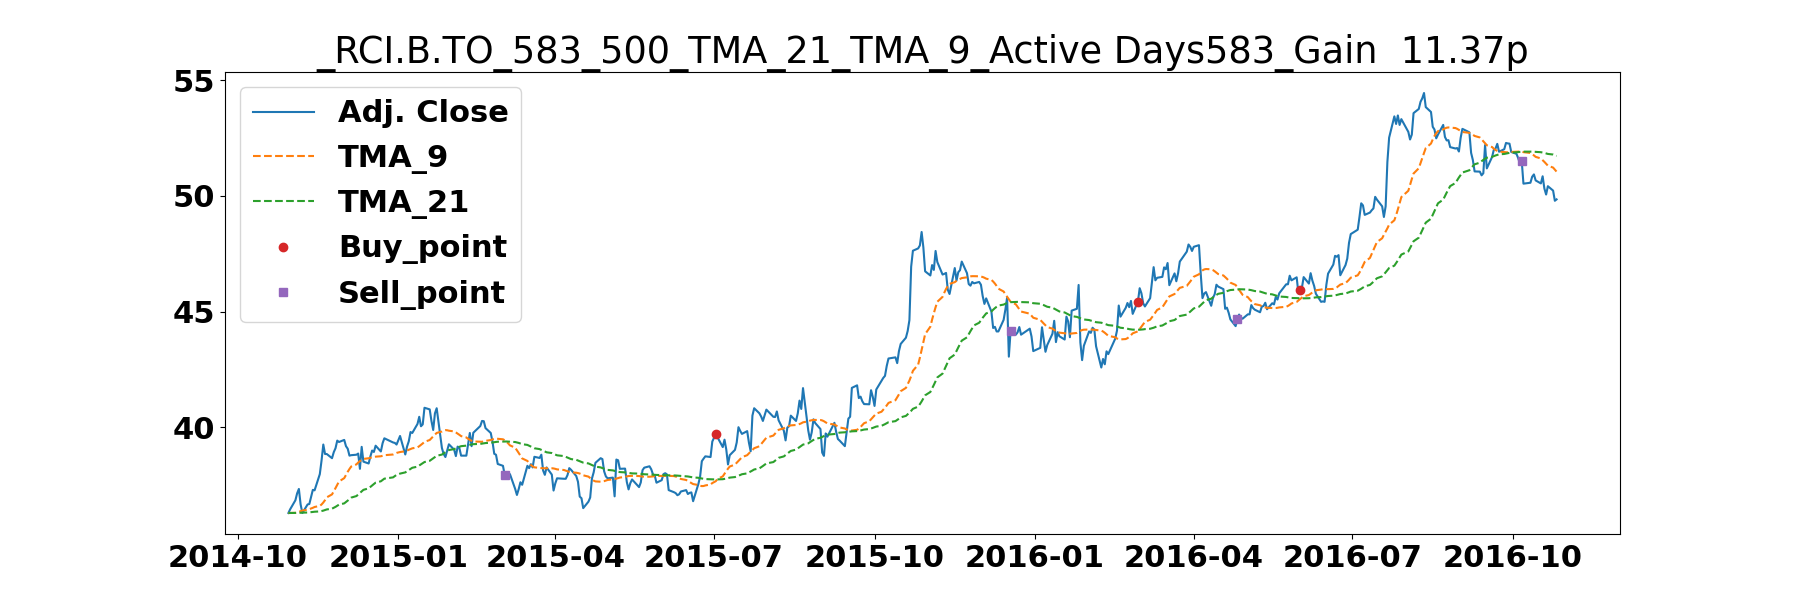 _RCI.B.TO_583_500_TMA_21_TMA_9_Active Days583_Gain  11.37p
55
50
45
40
Adj. Close
TMA_9
TMA_21
Buy_point
Sell_point
2014-10 2015-01 2015-04 2015-07 2015-10 2016-01 2016-04 2016-07 2016-10